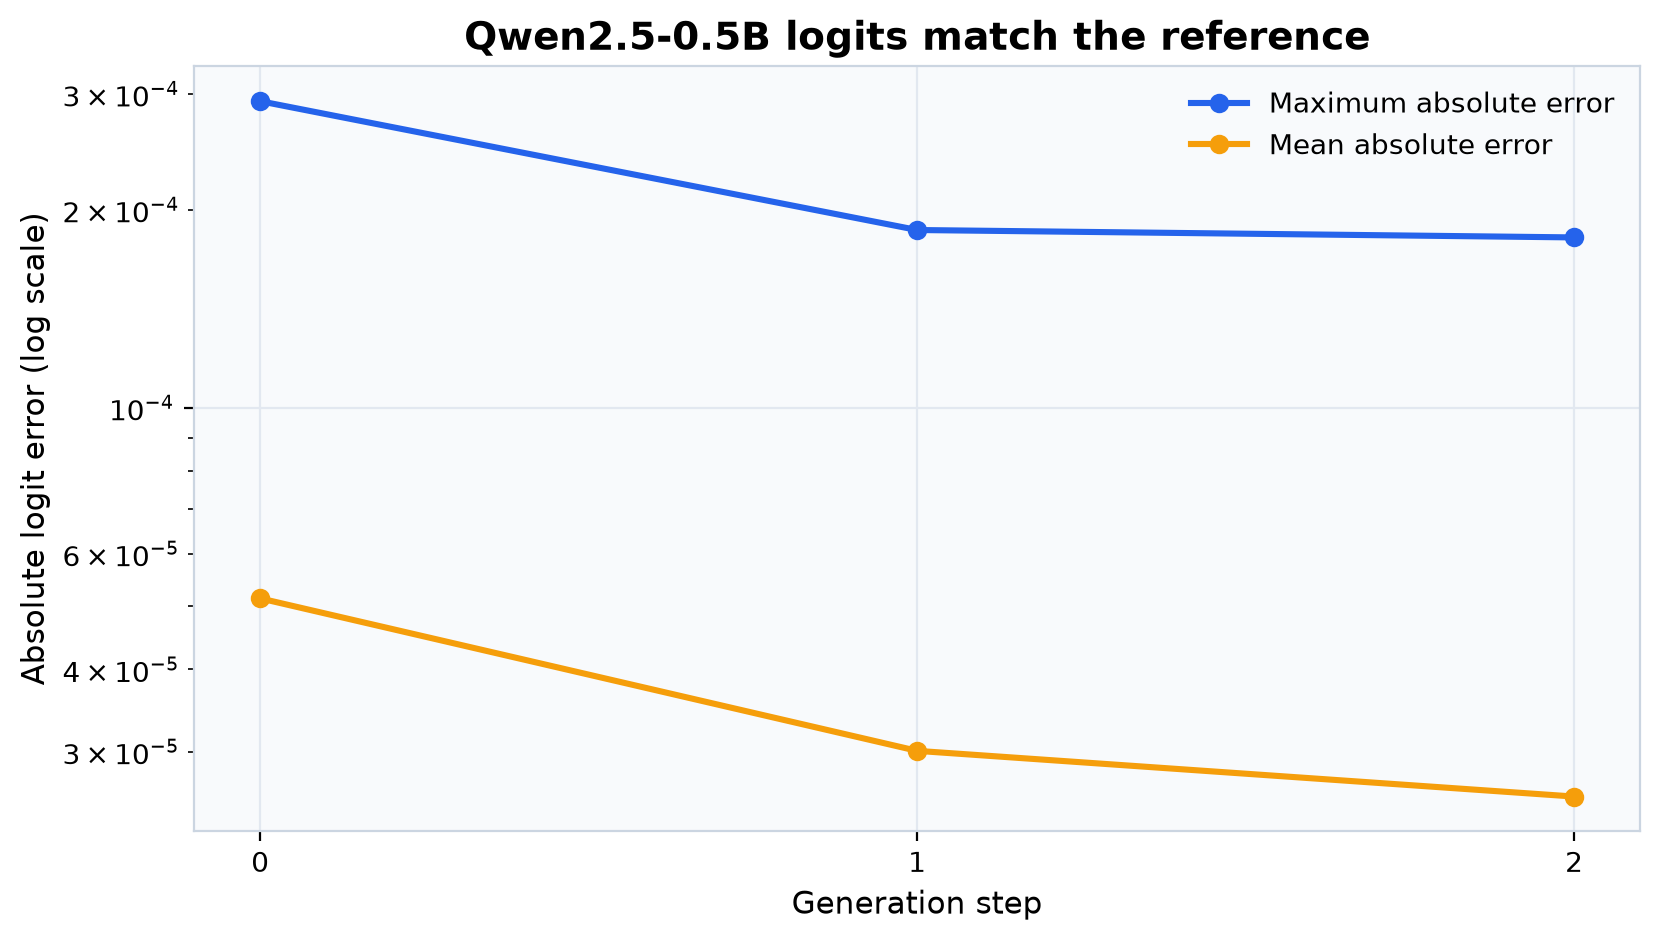 Qwen2.5-0.5B logits match the reference
Maximum absolute error
Mean absolute error
Absolute logit error (log scale)
3 × 10⁻⁴
2 × 10⁻⁴
10⁻⁴
6 × 10⁻⁵
4 × 10⁻⁵
3 × 10⁻⁵
0 1 2
Generation step